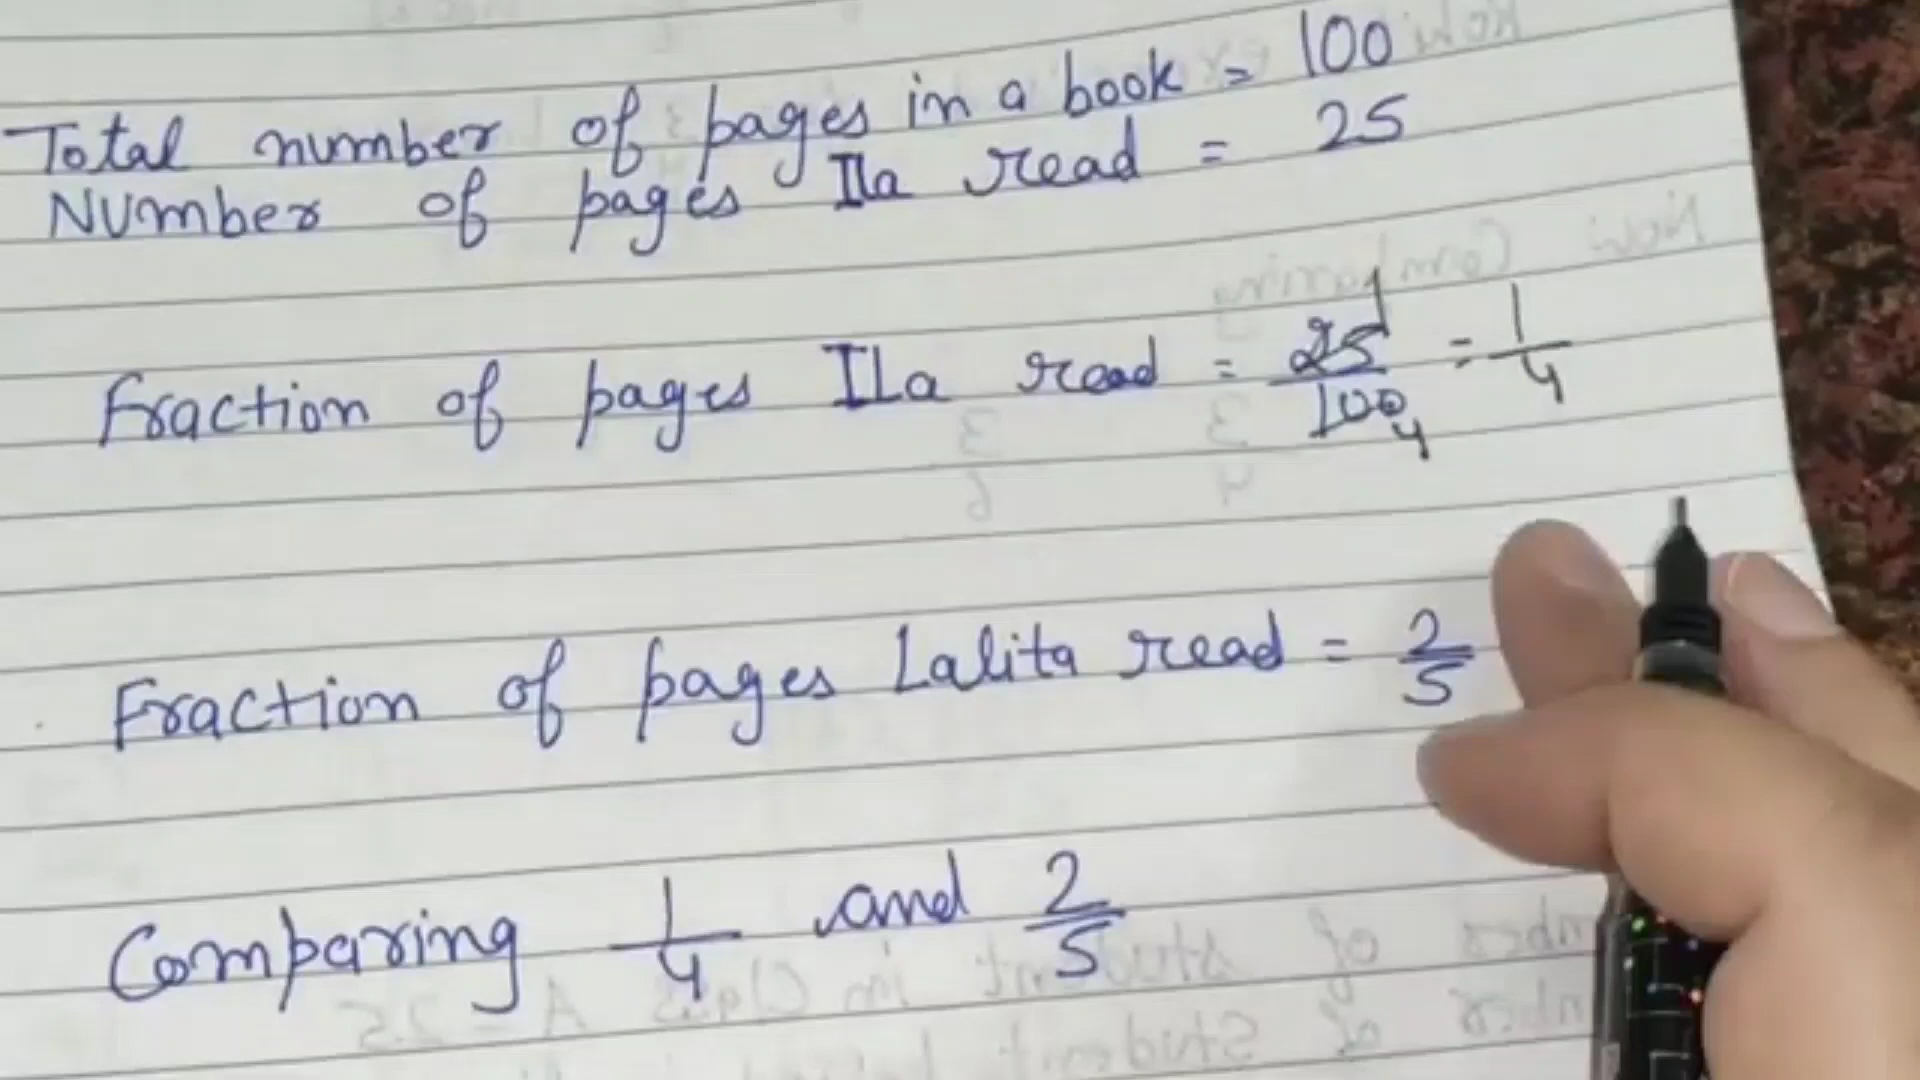 Total number of pages in a book = 100
Number of pages Ila read = 25
Fraction of pages Ila read = 25/100 = 1/4
Fraction of pages Lalita read = 2/5
Comparing 1/4 and 2/5